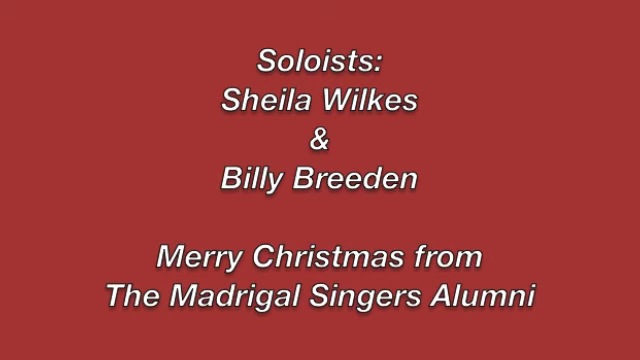 Soloists:
Sheila Wilkes
&
Billy Breeden
Merry Christmas from
The Madrigal Singers Alumni